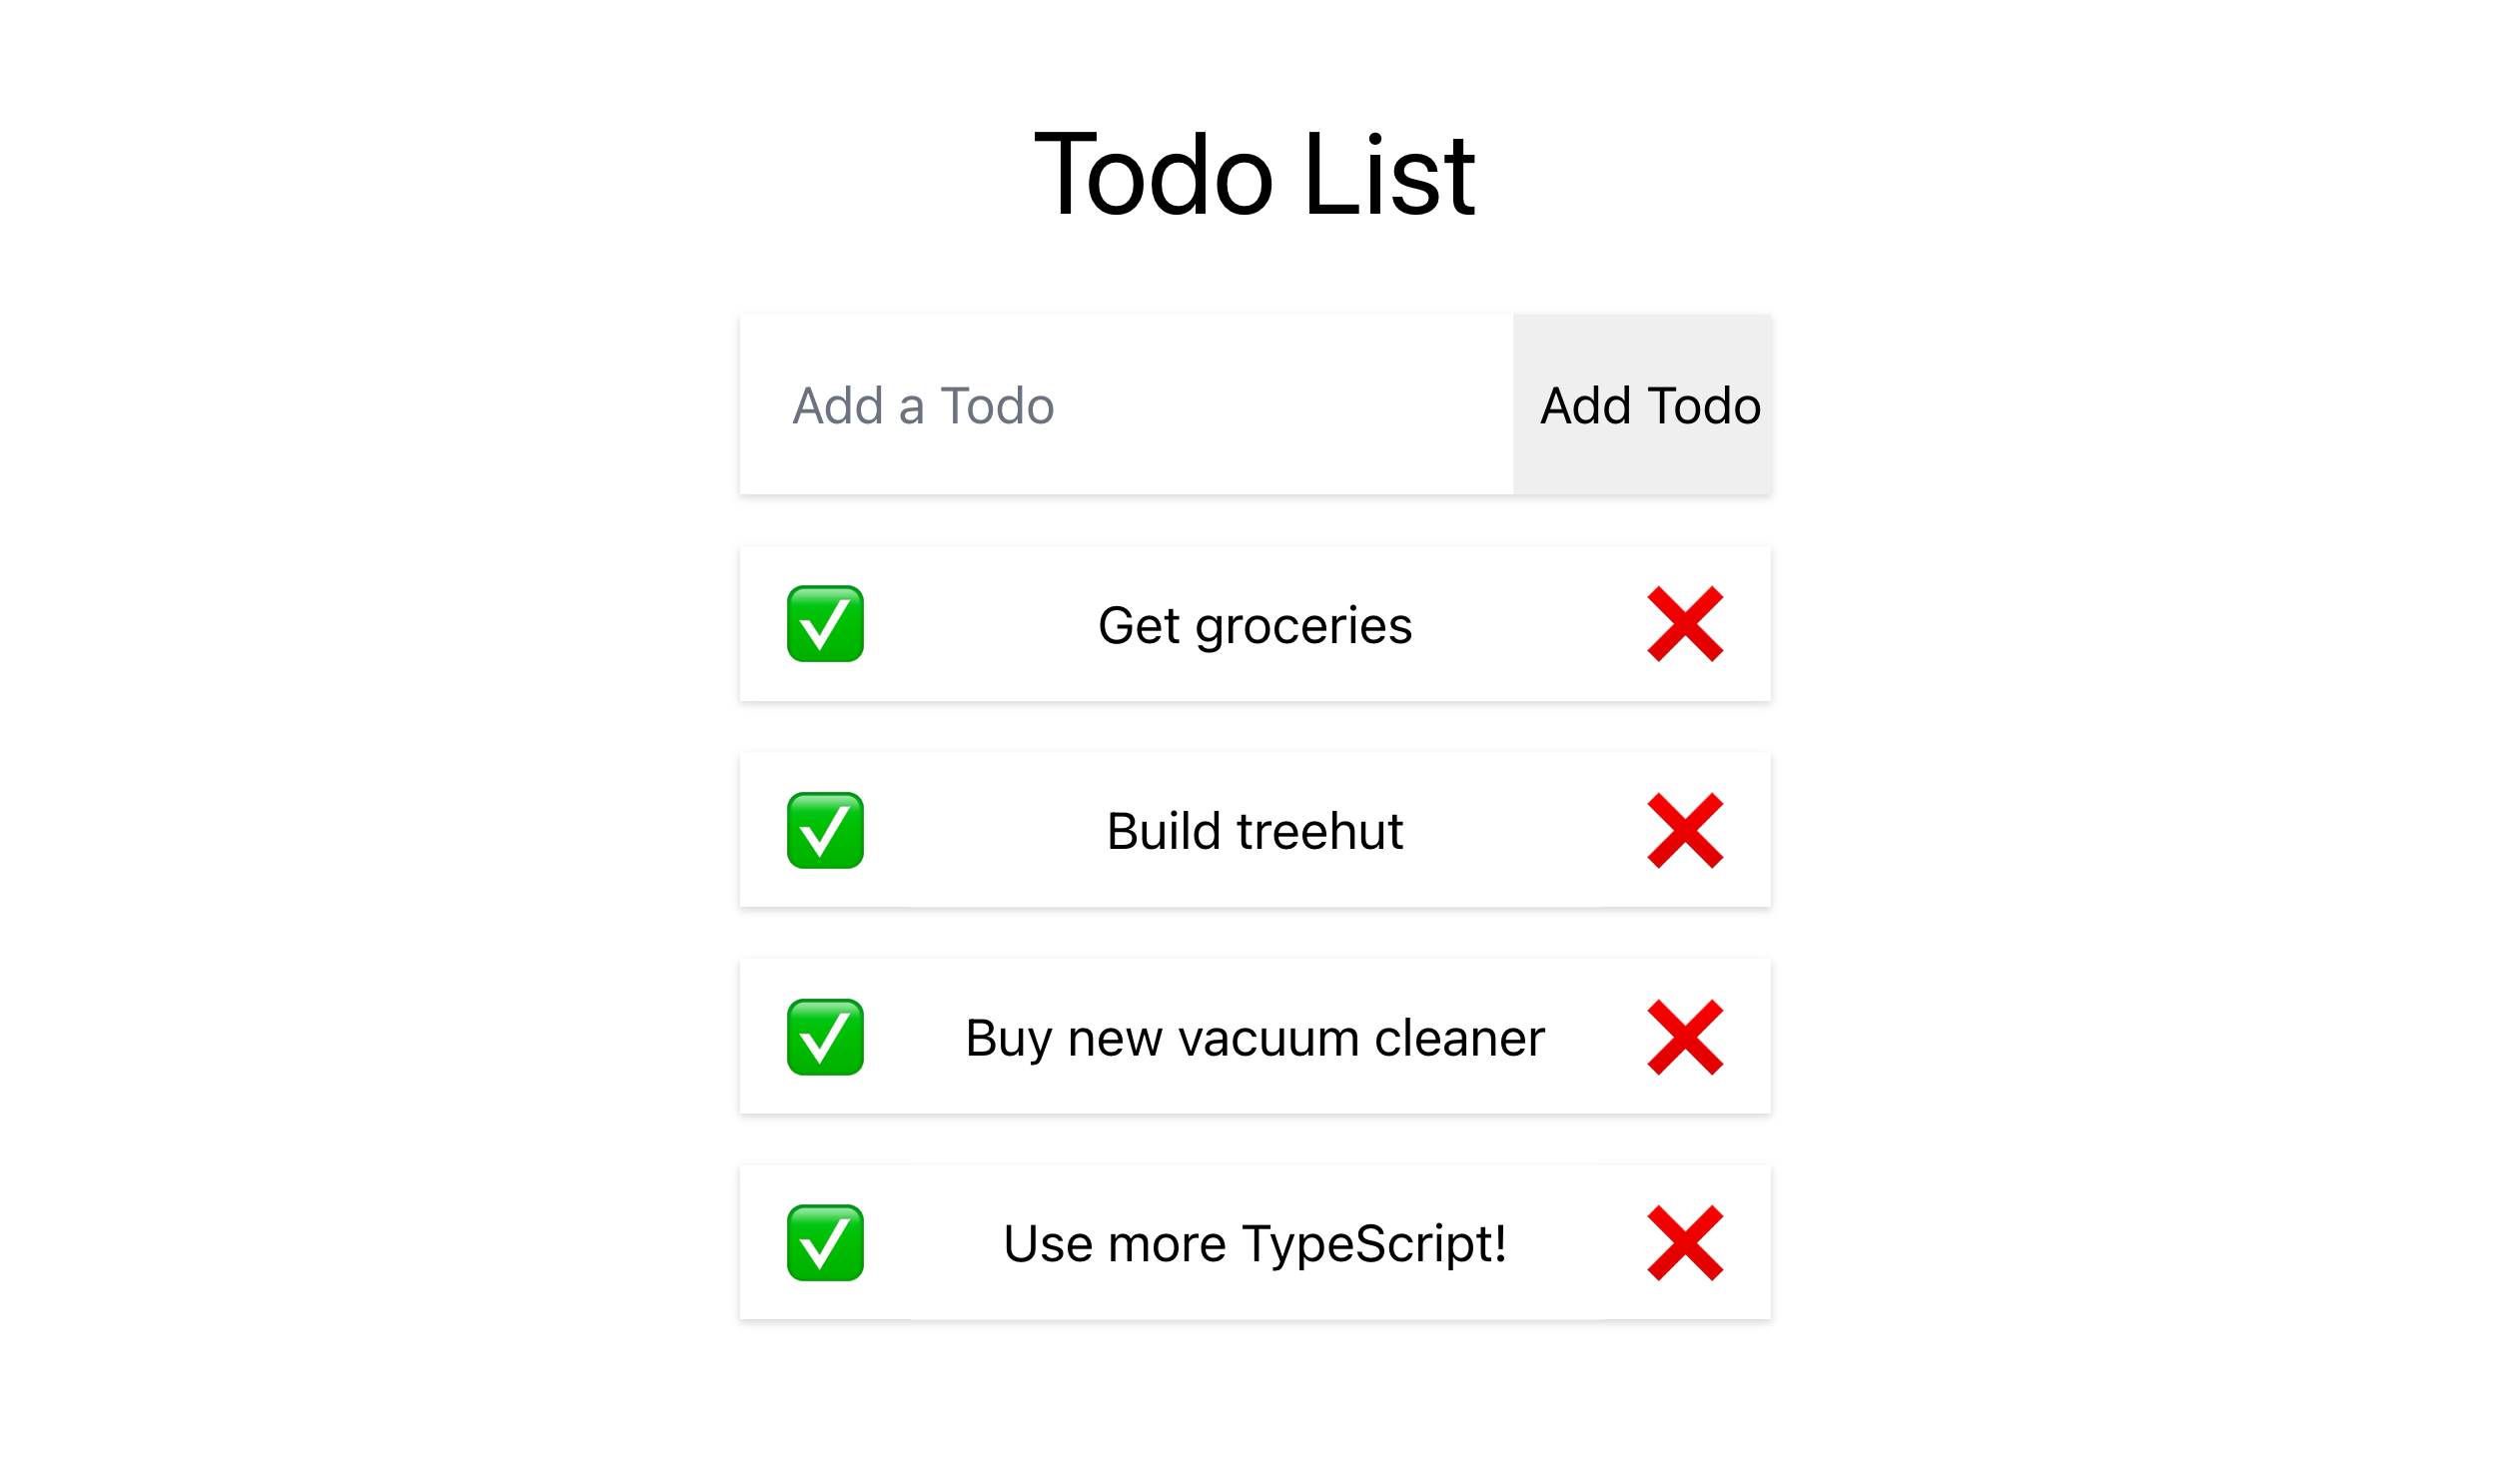 Todo List
Add a Todo
Add Todo
Get groceries
Build treehut
Buy new vacuum cleaner
Use more TypeScript!